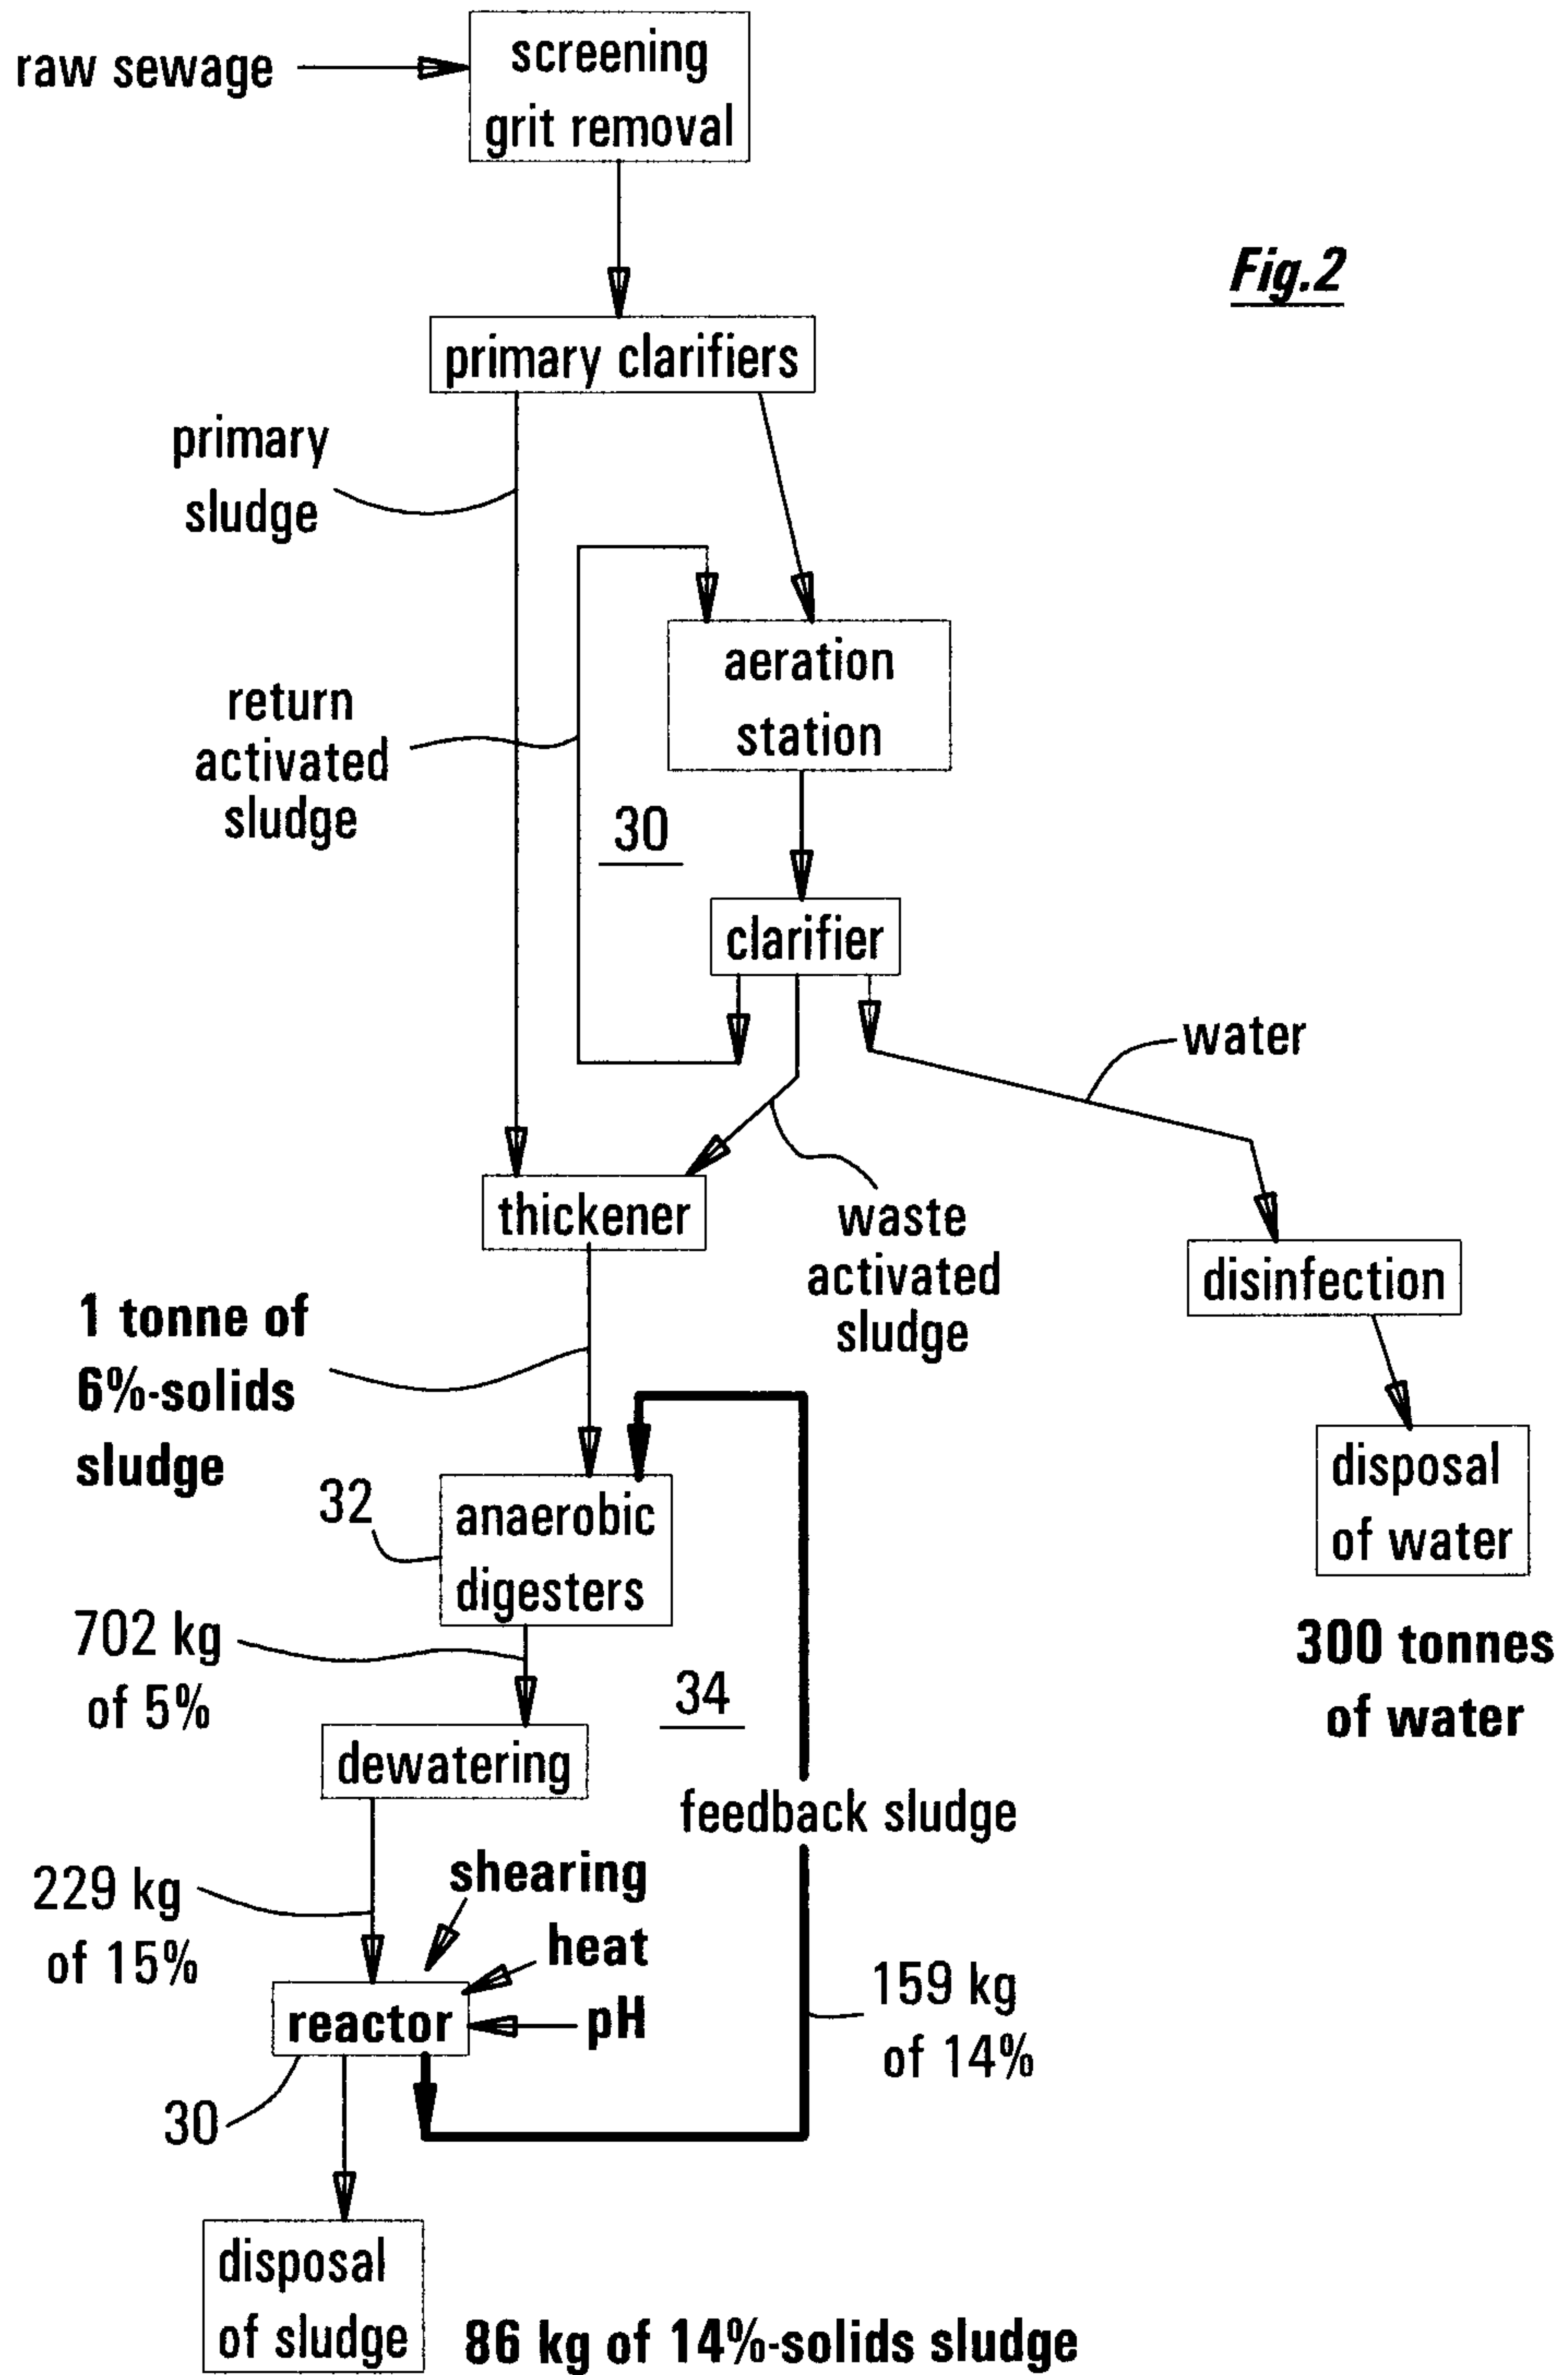 raw sewage
screening
grit removal
Fig.2
primary clarifiers
primary
sludge
aeration
station
return
activated
sludge
30
clarifier
water
thickener
waste
activated
sludge
disinfection
1 tonne of
6%-solids
sludge
disposal
of water
32
anaerobic
digesters
702 kg
of 5%
300 tonnes
of water
34
dewatering
feedback sludge
229 kg
of 15%
shearing
heat
pH
reactor
159 kg
of 14%
30
disposal
of sludge
86 kg of 14%-solids sludge